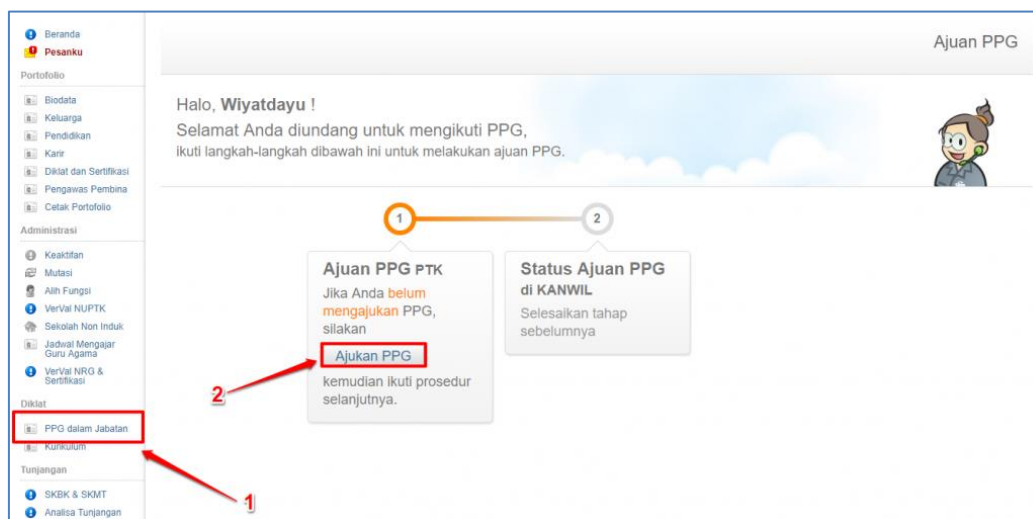 Beranda
Pesanku
Portofolio
Biodata
Keluarga
Pendidikan
Karir
Diklat dan Sertifikasi
Pengawas Pembina
Cetak Portofolio
Administrasi
Keaktifan
Mutasi
Alih Fungsi
VerVal NUPTK
Sekolah Non Induk
Jadwal Mengajar
Guru Agama
VerVal NRG &
Sertifikasi
Diklat
PPG dalam Jabatan
Kurikulum
Tunjangan
SKBK & SKMT
Analisa Tunjangan
Ajuan PPG
Halo, Wiyatdayu !
Selamat Anda diundang untuk mengikuti PPG,
ikuti langkah-langkah dibawah ini untuk melakukan ajuan PPG.
1
2
Ajuan PPG PTK
Jika Anda belum
mengajukan PPG,
silakan
Ajukan PPG
kemudian ikuti prosedur
selanjutnya.
Status Ajuan PPG
di KANWIL
Selesaikan tahap
sebelumnya
2
1